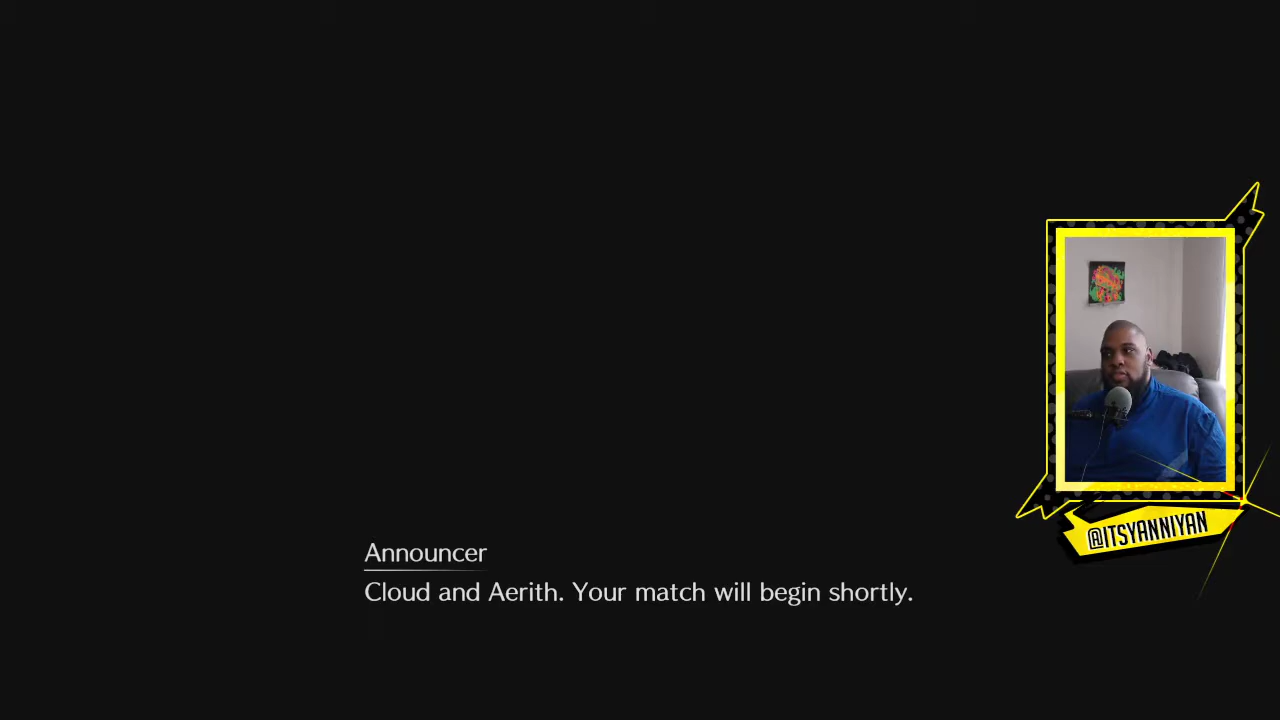 @ITSYANNIYAN
Announcer
Cloud and Aerith. Your match will begin shortly.